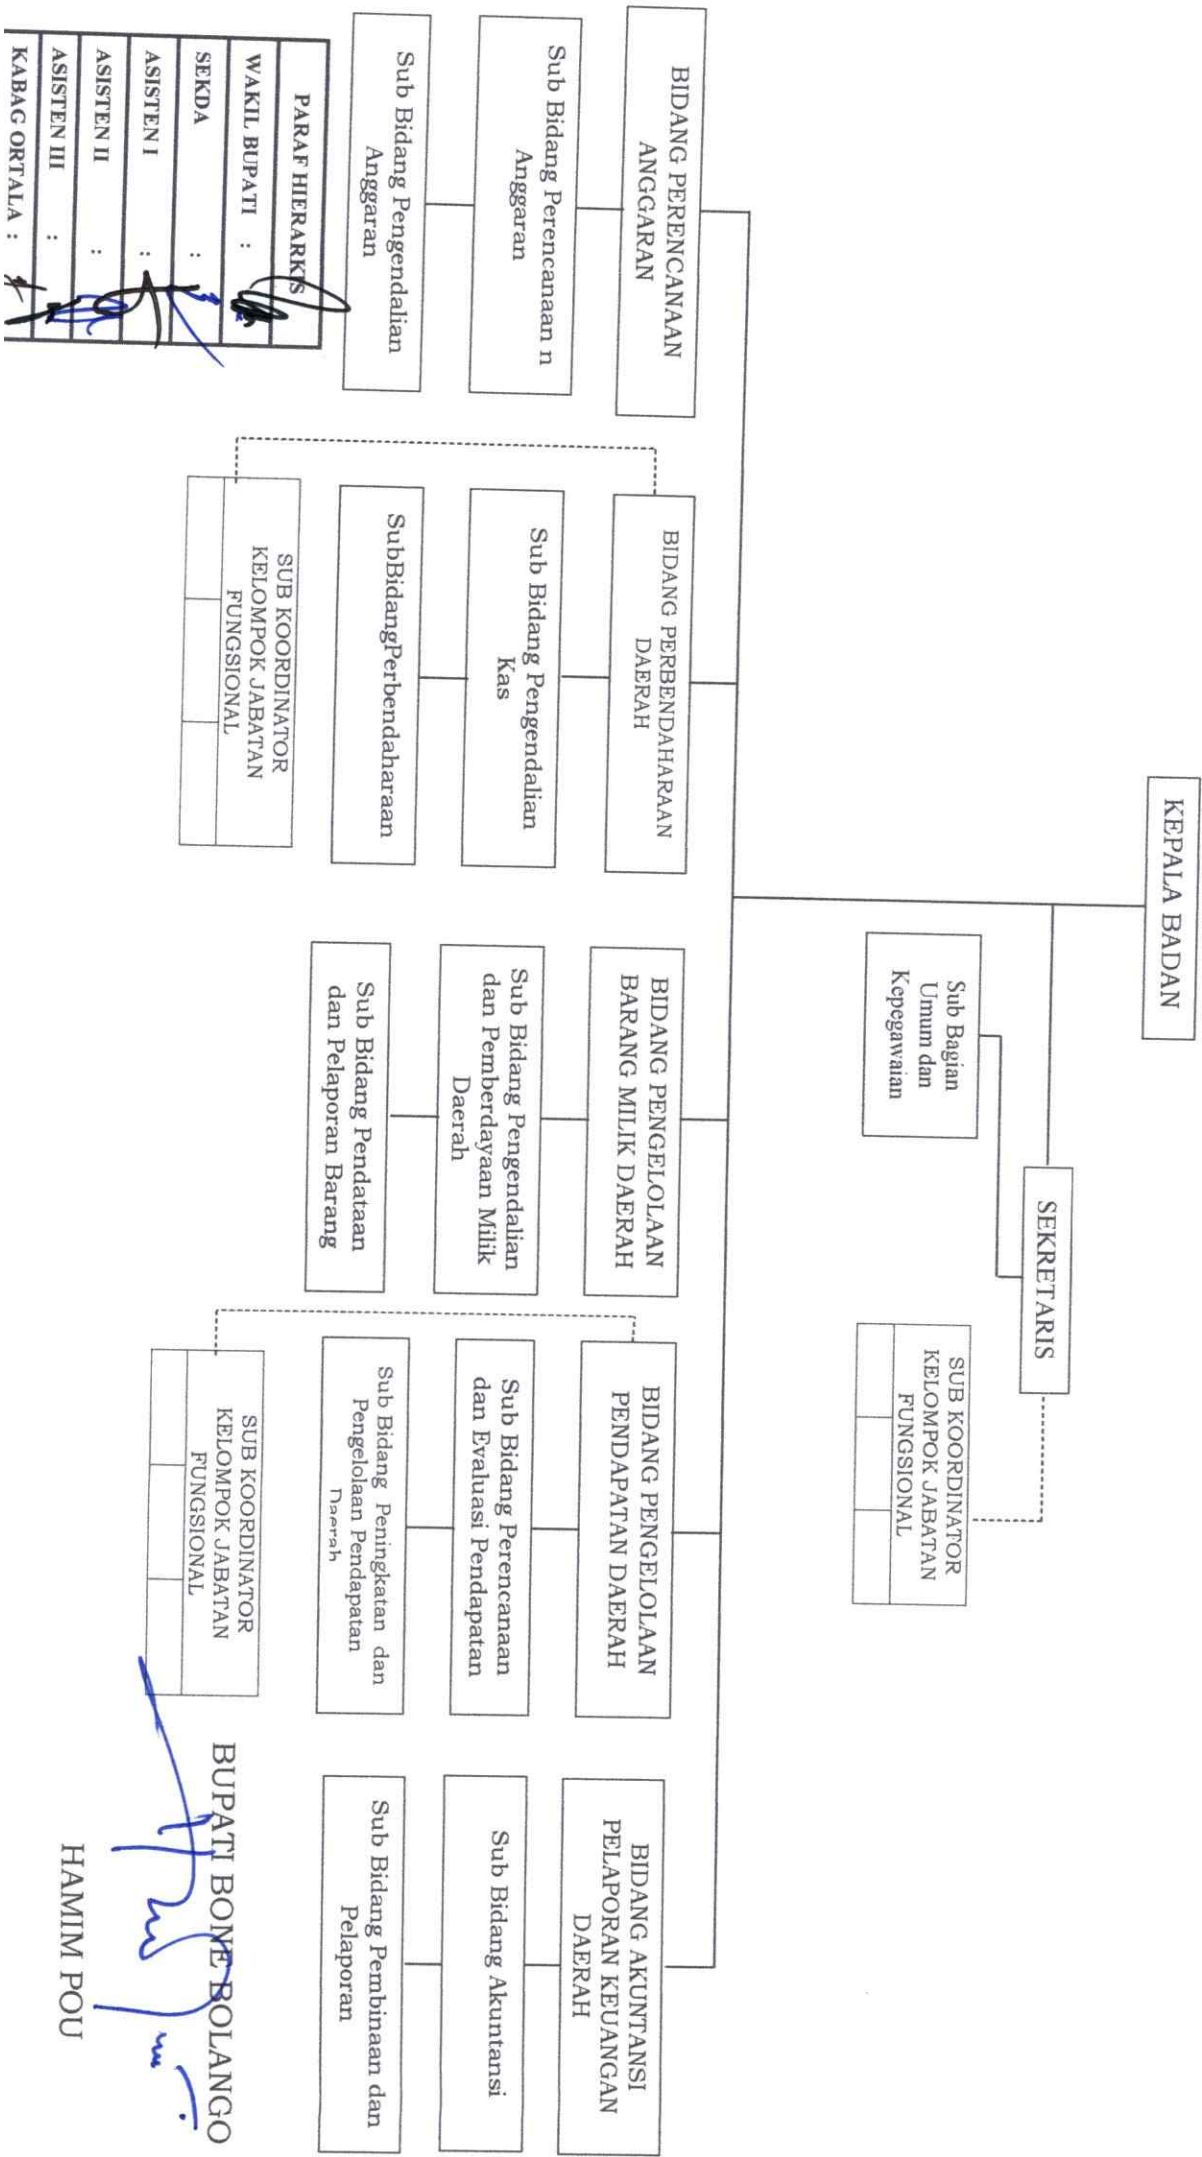 KEPALA BADAN
SEKRETARIS
Sub Bagian
Umum dan
Kepegawaian
SUB KOORDINATOR
KELOMPOK JABATAN
FUNGSIONAL
BIDANG PERENCANAAN
ANGGARAN
Sub Bidang Perencanaan n
Anggaran
Sub Bidang Pengendalian
Anggaran
BIDANG PERBENDAHARAAN
DAERAH
Sub Bidang Pengendalian
Kas
SubBidangPerbendaharaan
SUB KOORDINATOR
KELOMPOK JABATAN
FUNGSIONAL
BIDANG PENGELOLAAN
BARANG MILIK DAERAH
Sub Bidang Pengendalian
dan Pemberdayaan Milik
Daerah
Sub Bidang Pendataan
dan Pelaporan Barang
BIDANG PENGELOLAAN
PENDAPATAN DAERAH
Sub Bidang Perencanaan
dan Evaluasi Pendapatan
Sub Bidang Peningkatan dan
Pengelolaan Pendapatan
Daerah
SUB KOORDINATOR
KELOMPOK JABATAN
FUNGSIONAL
BIDANG AKUNTANSI
PELAPORAN KEUANGAN
DAERAH
Sub Bidang Akuntansi
Sub Bidang Pembinaan dan
Pelaporan
PARAF HIERARKIS
WAKIL BUPATI :
SEKDA :
ASISTEN I :
ASISTEN II :
ASISTEN III :
KABAG ORTALA :
BUPATI BONE BOLANGO
HAMIM POU